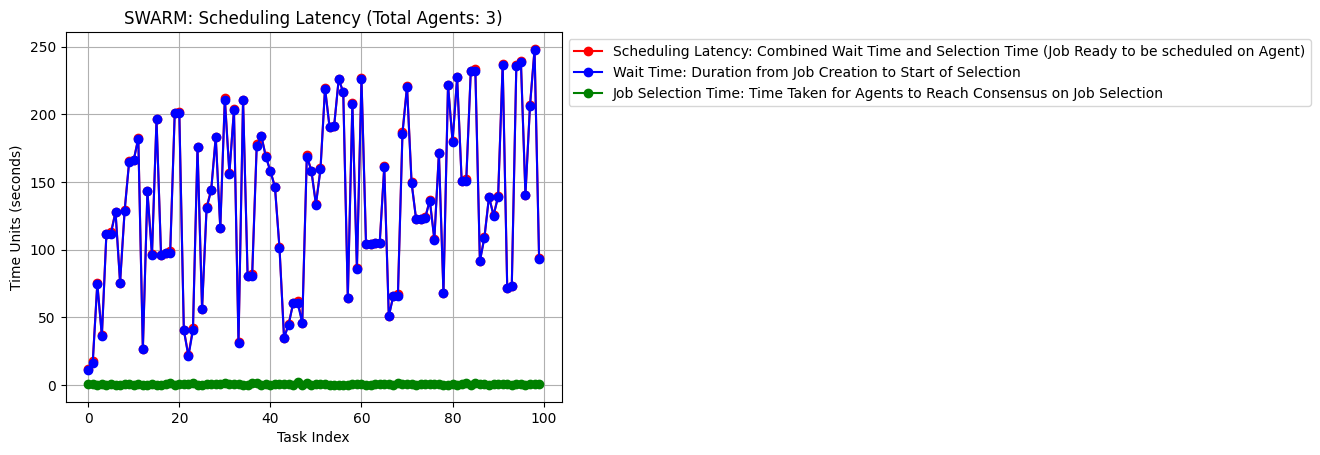 SWARM: Scheduling Latency (Total Agents: 3)
Scheduling Latency: Combined Wait Time and Selection Time (Job Ready to be scheduled on Agent)
Wait Time: Duration from Job Creation to Start of Selection
Job Selection Time: Time Taken for Agents to Reach Consensus on Job Selection
Time Units (seconds)
250
200
150
100
50
0
0 20 40 60 80 100
Task Index